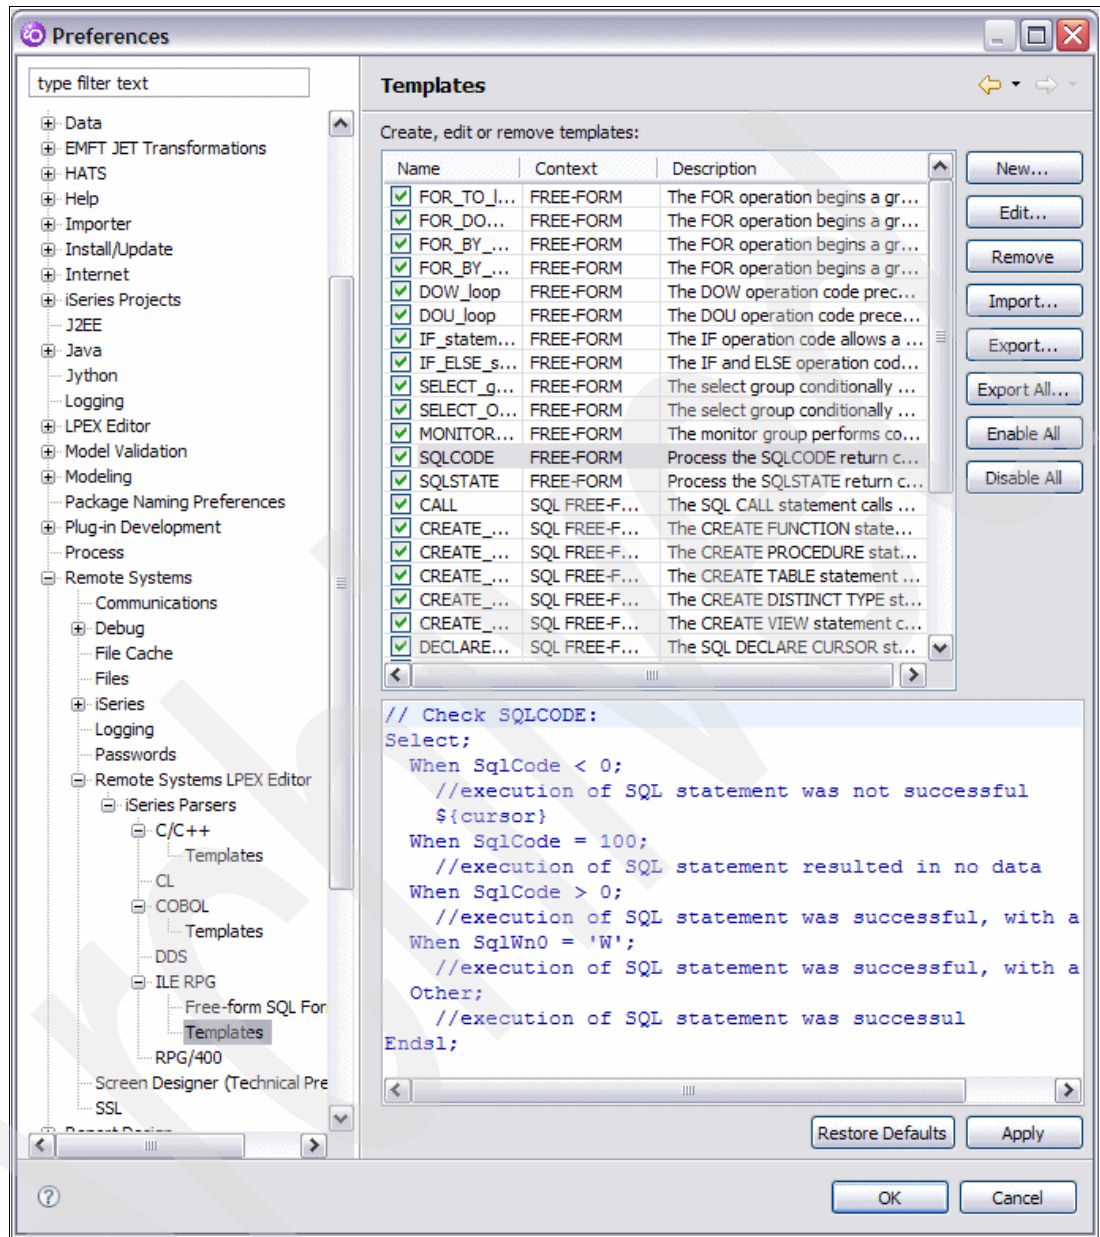 Preferences
type filter text
Data
EMFT JET Transformations
HATS
Help
Importer
Install/Update
Internet
iSeries Projects
J2EE
Java
Jython
Logging
LPEX Editor
Model Validation
Modeling
Package Naming Preferences
Plug-in Development
Process
Remote Systems
Communications
Debug
File Cache
Files
iSeries
Logging
Passwords
Remote Systems LPEX Editor
iSeries Parsers
C/C++
Templates
CL
COBOL
Templates
DDS
ILE RPG
Free-form SQL For
Templates
RPG/400
Screen Designer (Technical Pre
SSL
Report Design
Templates
Create, edit or remove templates:
Name Context Description
FOR_TO_l... FREE-FORM The FOR operation begins a gr...
FOR_DO... FREE-FORM The FOR operation begins a gr...
FOR_BY_... FREE-FORM The FOR operation begins a gr...
FOR_BY_... FREE-FORM The FOR operation begins a gr...
DOW_loop FREE-FORM The DOW operation code prec...
DOU_loop FREE-FORM The DOU operation code prece...
IF_statem... FREE-FORM The IF operation code allows a ...
IF_ELSE_s... FREE-FORM The IF and ELSE operation cod...
SELECT_g... FREE-FORM The select group conditionally ...
SELECT_O... FREE-FORM The select group conditionally ...
MONITOR... FREE-FORM The monitor group performs co...
SQLCODE FREE-FORM Process the SQLCODE return c...
SQLSTATE FREE-FORM Process the SQLSTATE return c...
CALL SQL FREE-F... The SQL CALL statement calls ...
CREATE_... SQL FREE-F... The CREATE FUNCTION state...
CREATE_... SQL FREE-F... The CREATE PROCEDURE stat...
CREATE_... SQL FREE-F... The CREATE TABLE statement ...
CREATE_... SQL FREE-F... The CREATE DISTINCT TYPE st...
CREATE_... SQL FREE-F... The CREATE VIEW statement c...
DECLARE... SQL FREE-F... The SQL DECLARE CURSOR st...
New...
Edit...
Remove
Import...
Export...
Export All...
Enable All
Disable All
// Check SQLCODE:
Select;
When SqlCode < 0;
//execution of SQL statement was not successful
${cursor}
When SqlCode = 100;
//execution of SQL statement resulted in no data
When SqlCode > 0;
//execution of SQL statement was successful, with a
When SqlWn0 = 'W';
//execution of SQL statement was successful, with a
Other;
//execution of SQL statement was successul
Endsl;
Restore Defaults Apply
OK Cancel